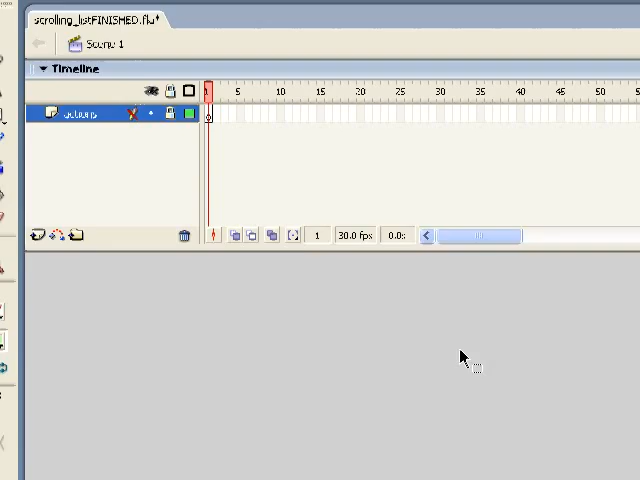 scrolling_listFINISHED.fla*
Scene 1
Timeline
1 5 10 15 20 25 30 35 40 45 50
actions
1 30.0 fps 0.0s